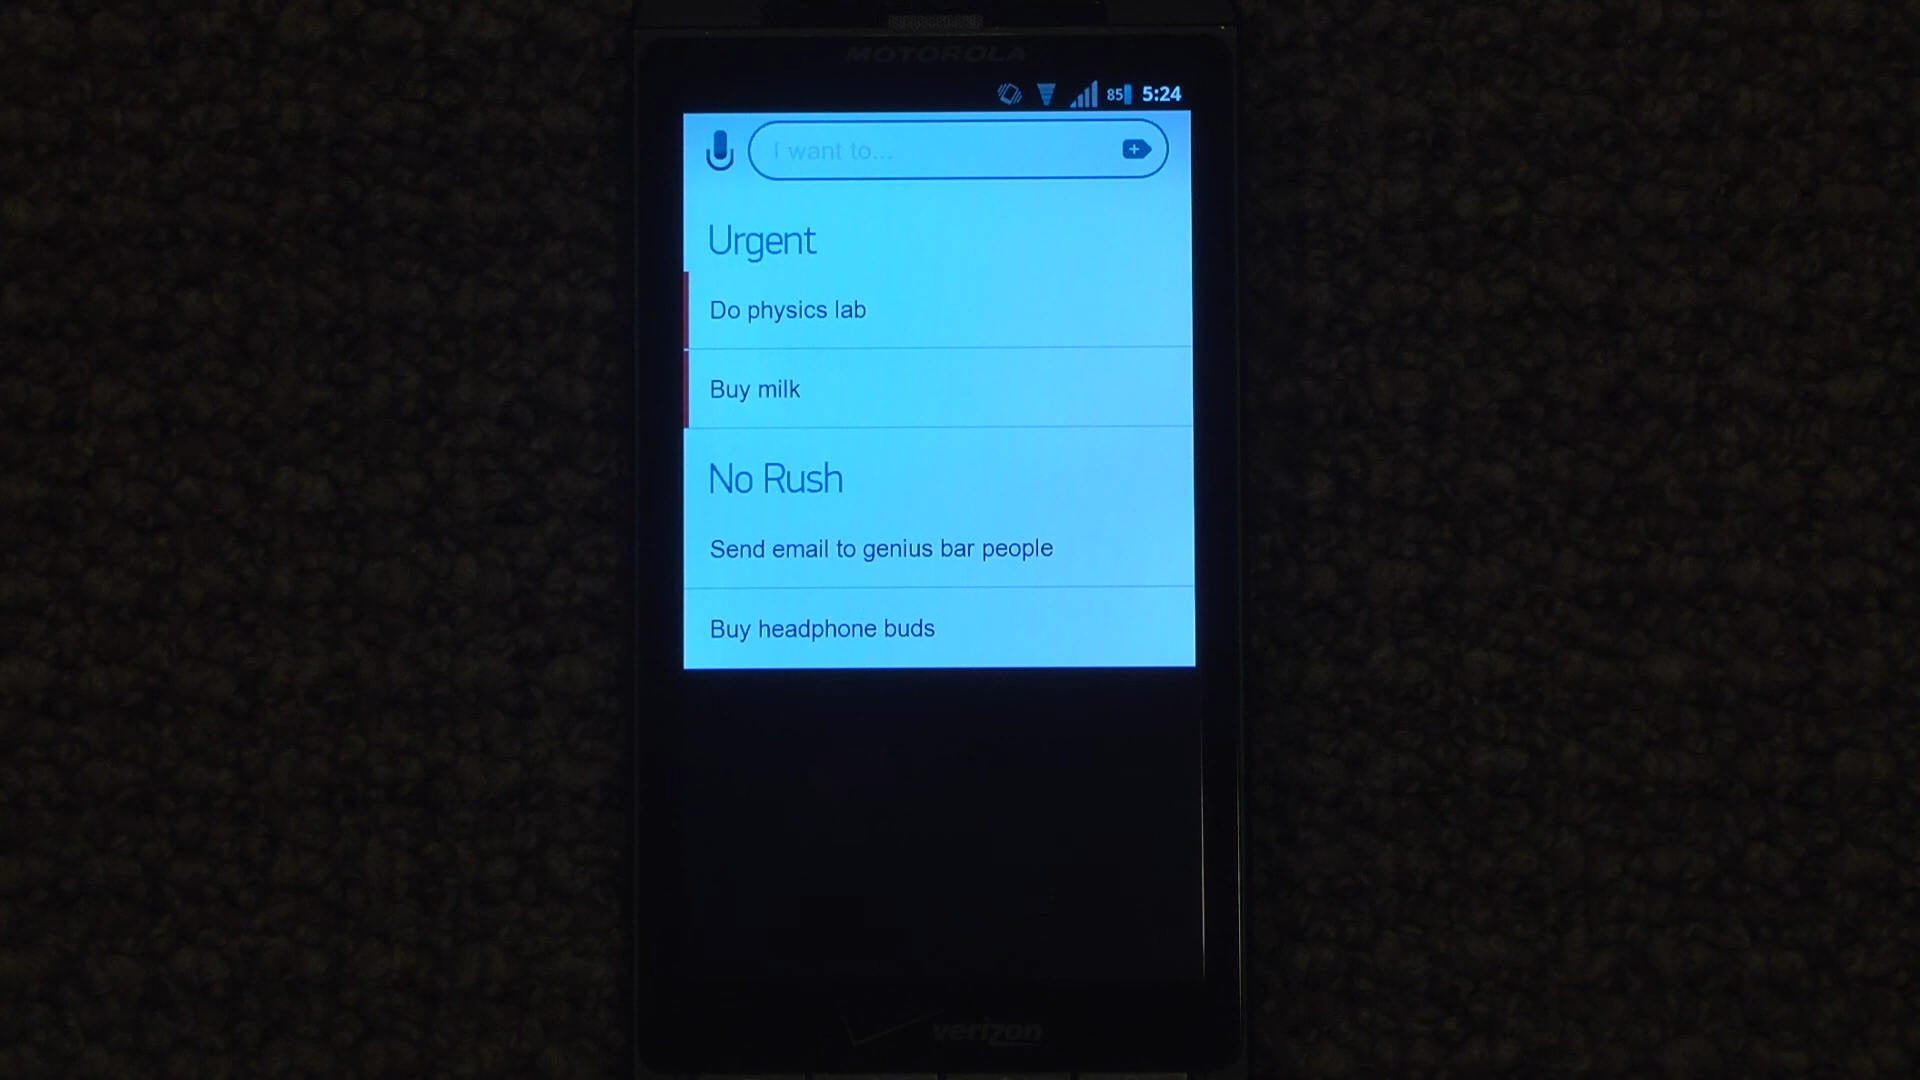 MOTOROLA
85 5:24
I want to...
Urgent
Do physics lab
Buy milk
No Rush
Send email to genius bar people
Buy headphone buds
verizon